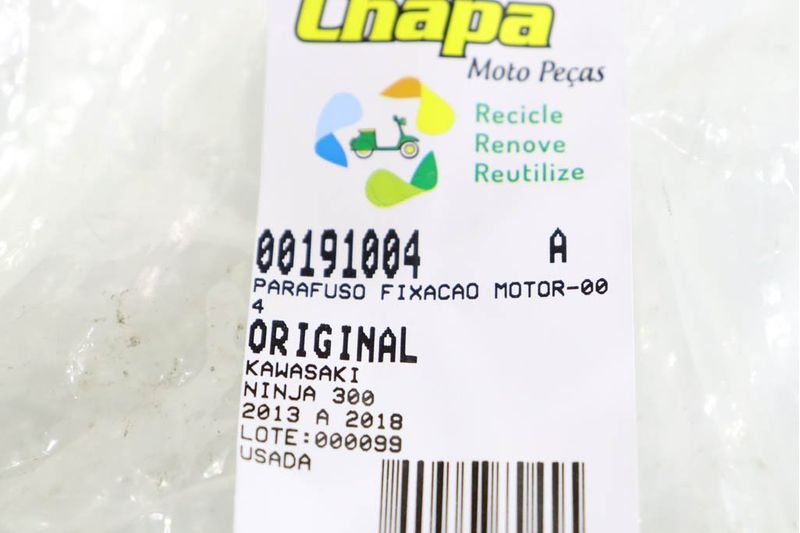 Chapa
Moto Peças
Recicle
Renove
Reutilize
00191004 A
PARAFUSO FIXACAO MOTOR-00
4
ORIGINAL
KAWASAKI
NINJA 300
2013 A 2018
LOTE:000099
USADA